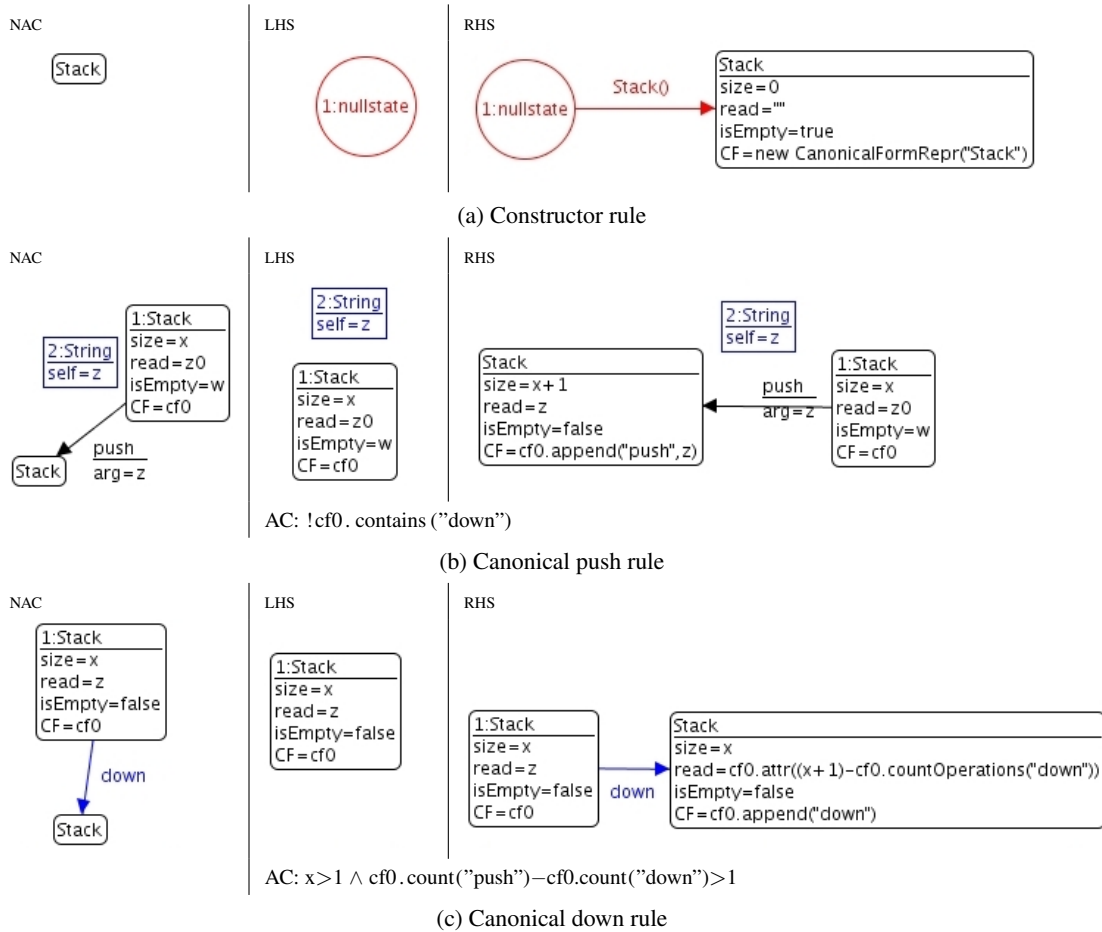 NAC
LHS
RHS
Stack
1:nullstate
1:nullstate
Stack()
Stack
size=0
read=""
isEmpty=true
CF=new CanonicalFormRepr("Stack")
(a) Constructor rule
NAC
LHS
RHS
2:String
self=z
1:Stack
size=x
read=z0
isEmpty=w
CF=cf0
Stack
push
arg=z
2:String
self=z
1:Stack
size=x
read=z0
isEmpty=w
CF=cf0
2:String
self=z
Stack
size=x+1
read=z
isEmpty=false
CF=cf0.append("push",z)
push
arg=z
1:Stack
size=x
read=z0
isEmpty=w
CF=cf0
AC: !cf0. contains ("down")
(b) Canonical push rule
NAC
LHS
RHS
1:Stack
size=x
read=z
isEmpty=false
CF=cf0
down
Stack
1:Stack
size=x
read=z
isEmpty=false
CF=cf0
1:Stack
size=x
read=z
isEmpty=false
CF=cf0
down
Stack
size=x
read=cf0.attr((x+1)-cf0.countOperations("down"))
isEmpty=false
CF=cf0.append("down")
AC: x>1 ∧ cf0.count("push")−cf0.count("down")>1
(c) Canonical down rule